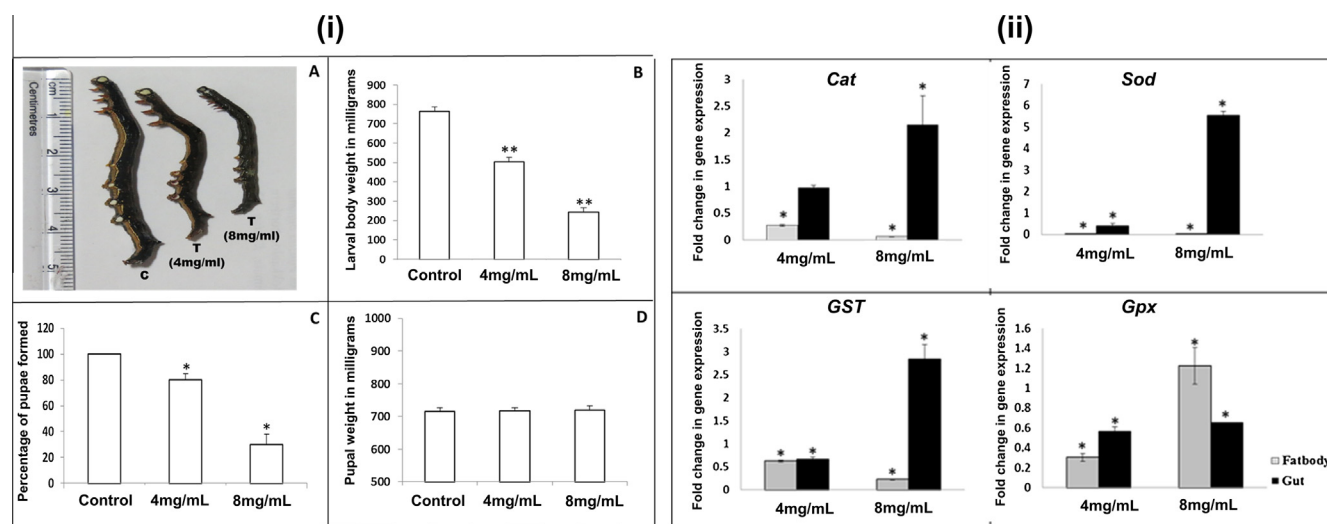 (i)
(ii)
A
Centimetres
cm
1
2
3
4
5
C
T
(4mg/ml)
T
(8mg/ml)
B
Larval body weight in milligrams
900
800
700
600
500
400
300
200
100
0
**
**
Control 4mg/mL 8mg/mL
C
Percentage of pupae formed
120
100
80
60
40
20
0
*
*
Control 4mg/mL 8mg/mL
D
Pupal weight in milligrams
1000
900
800
700
600
500
Control 4mg/mL 8mg/mL
Cat
Fold change in gene expression
3
2.5
2
1.5
1
0.5
0
*
*
*
4mg/mL 8mg/mL
Sod
Fold change in gene expression
7
6
5
4
3
2
1
0
*
*
*
*
4mg/mL 8mg/mL
GST
Fold change in gene expression
3.5
3
2.5
2
1.5
1
0.5
0
*
*
*
*
4mg/mL 8mg/mL
Gpx
Fold change in gene expression
1.6
1.4
1.2
1
0.8
0.6
0.4
0.2
0
*
*
*
*
4mg/mL 8mg/mL
Fatbody
Gut